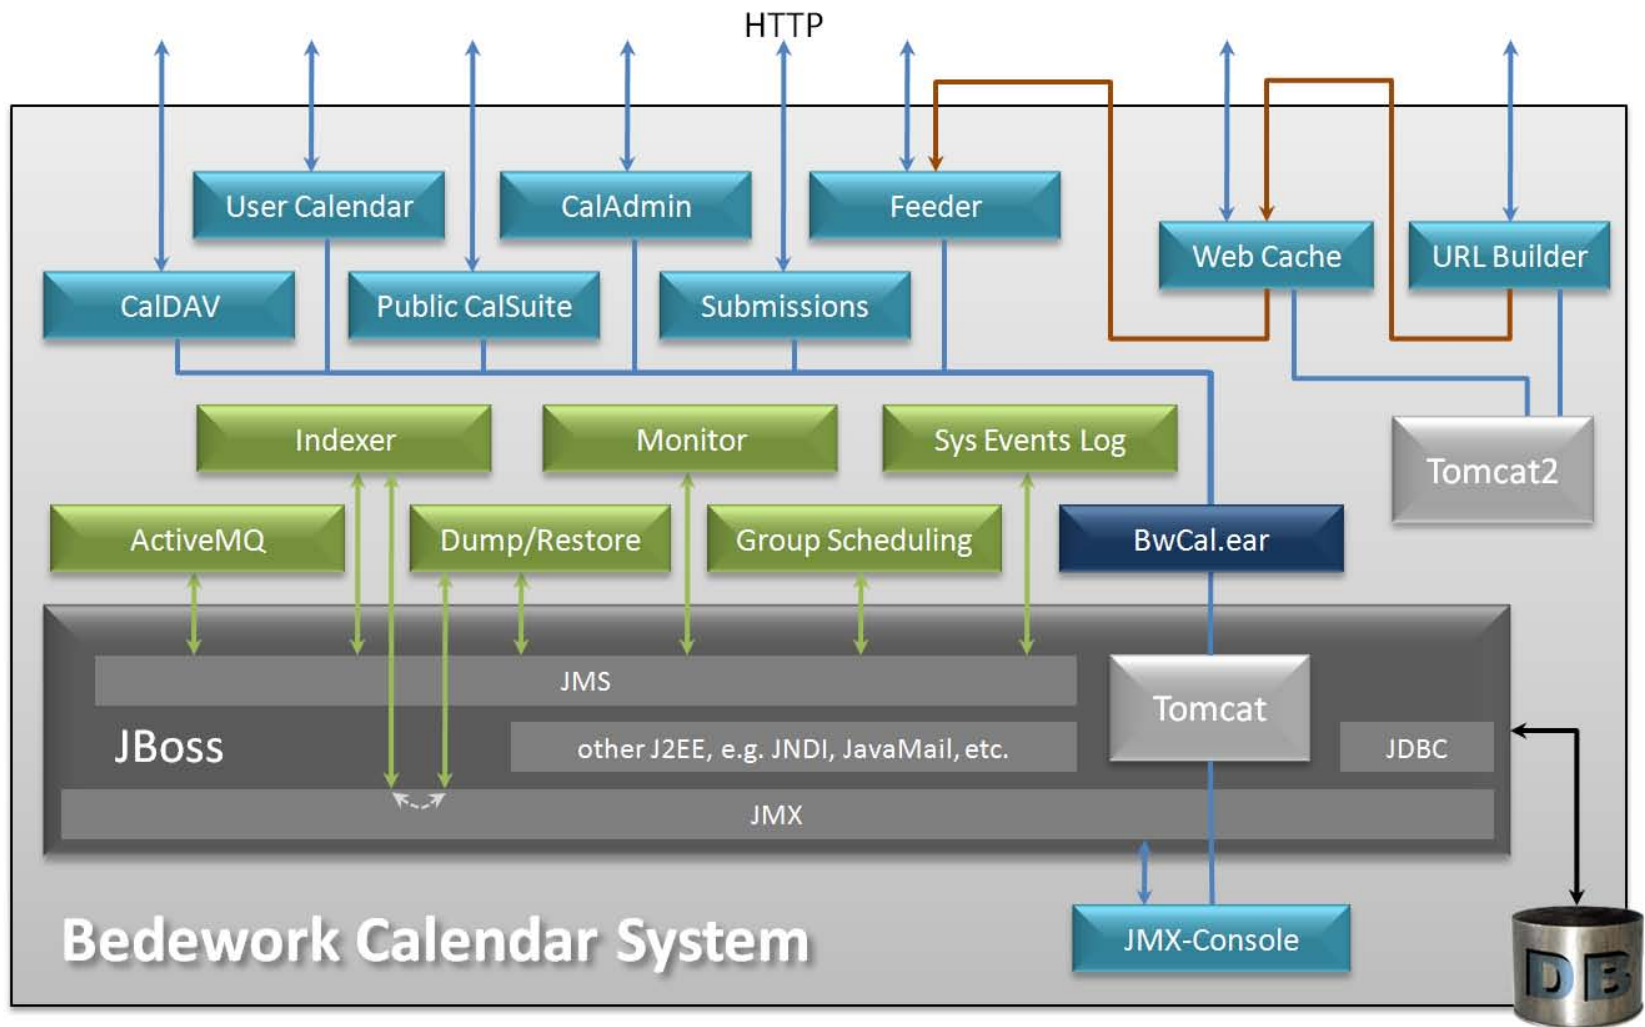 HTTP
User Calendar
CalAdmin
Feeder
Web Cache
URL Builder
CalDAV
Public CalSuite
Submissions
Indexer
Monitor
Sys Events Log
Tomcat2
ActiveMQ
Dump/Restore
Group Scheduling
BwCal.ear
JMS
Tomcat
JBoss
other J2EE, e.g. JNDI, JavaMail, etc.
JDBC
JMX
Bedework Calendar System
JMX-Console
DB